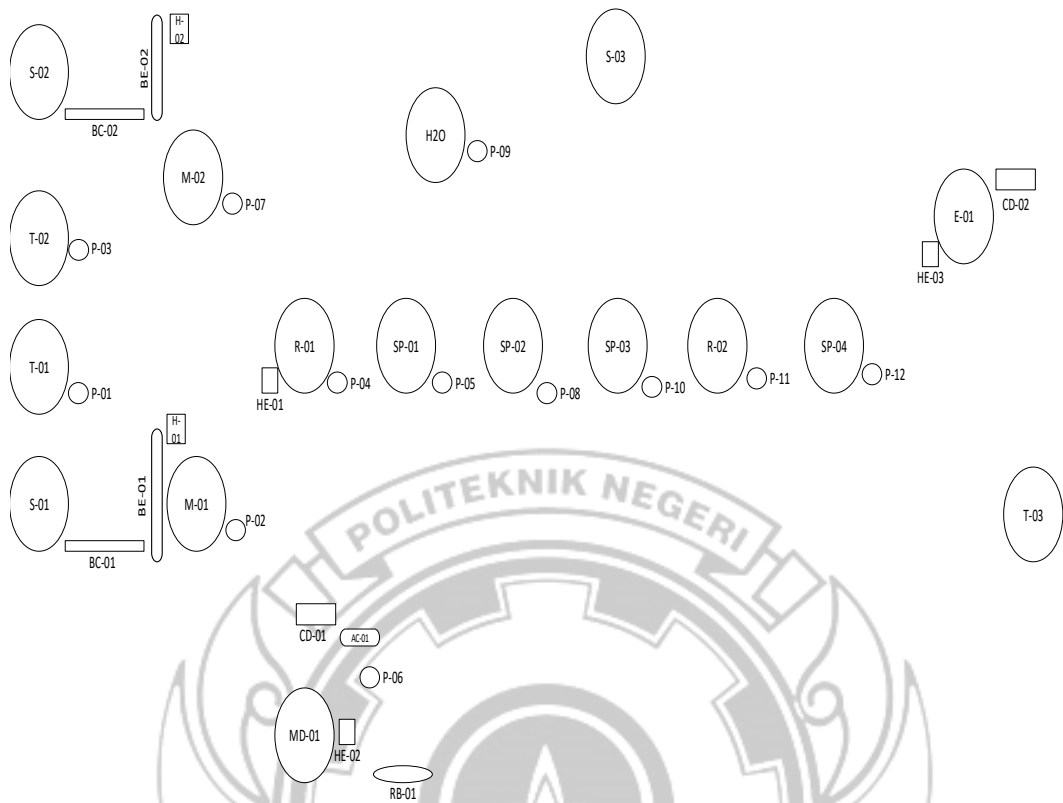 H-
02
S-02
BE-02
BC-02
S-03
H2O
P-09
M-02
P-07
E-01
CD-02
HE-03
T-02
P-03
T-01
P-01
R-01
HE-01
P-04
SP-01
P-05
SP-02
P-08
SP-03
P-10
R-02
P-11
SP-04
P-12
H-
01
S-01
BE-01
BC-01
M-01
P-02
T-03
POLITEKNIK NEGERI
CD-01
AC-01
P-06
MD-01
HE-02
RB-01